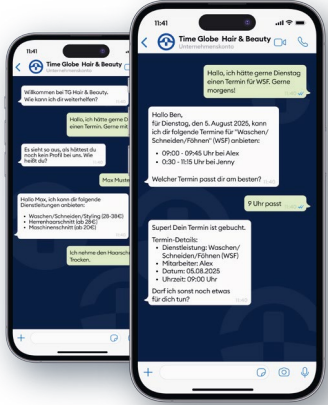 11:41
Time Globe Hair & Beauty
Unternehmenskonto
Willkommen bei TG Hair & Beauty.
Wie kann ich dir weiterhelfen?
Hallo, ich hätte gerne D
einen Termin. Gerne mit
Es sieht so aus, als hättest du
noch kein Profil bei uns. Wie
heißt du?
Max Muste
Hallo Max, ich kann dir folgende
Dienstleistungen anbieten:
• Waschen/Schneiden/Styling (28-38€)
• Herrenhaarschnitt (ab 28€)
• Maschinenschnitt (ab 20€)
Ich nehme den Haarsch
Trocken.
11:41
Time Globe Hair & Beauty
Unternehmenskonto
Hallo, ich hätte gerne Dienstag
einen Termin für WSF. Gerne
morgens!
Hallo Ben,
für Dienstag, den 5. August 2025, kann
ich dir folgende Termine für "Waschen/
Schneiden/Föhnen" (WSF) anbieten:
• 09:00 - 09:45 Uhr bei Alex
• 0:30 - 11:15 Uhr bei Jenny
Welcher Termin passt dir am besten?
9 Uhr passt
Super! Dein Termin ist gebucht.
Termin-Details:
• Dienstleistung: Waschen/
Schneiden/Föhnen (WSF)
• Mitarbeiter: Alex
• Datum: 05.08.2025
• Uhrzeit: 09:00 Uhr
Darf ich sonst noch etwas
für dich tun?